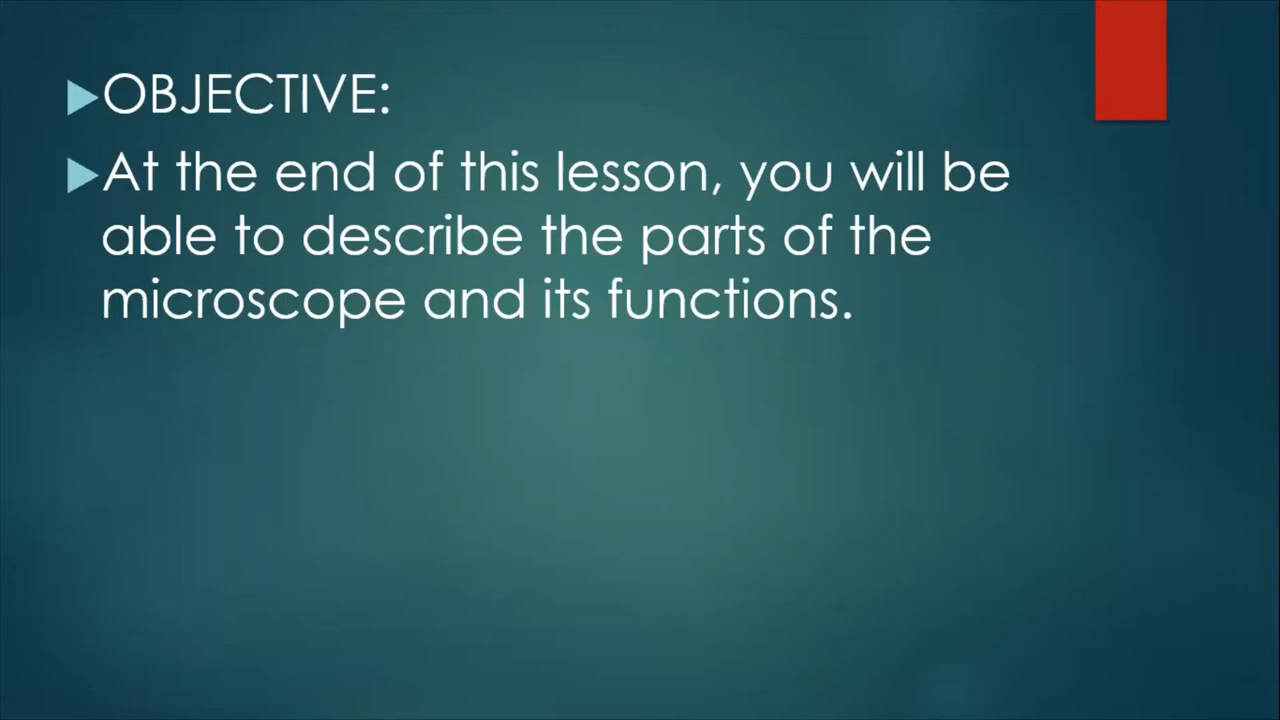 OBJECTIVE:
At the end of this lesson, you will be
able to describe the parts of the
microscope and its functions.